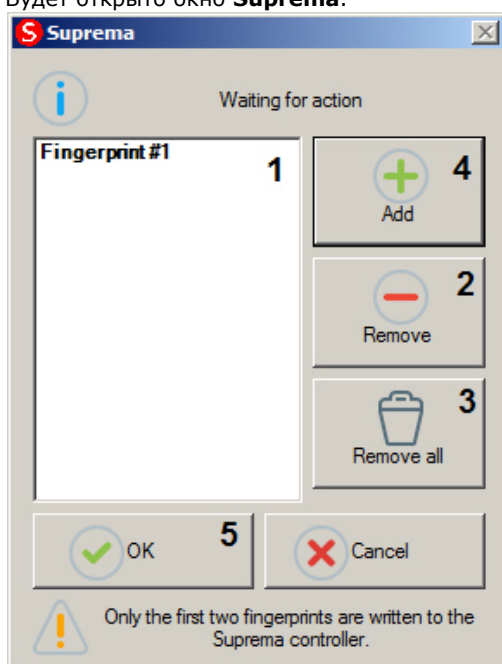 Будет открыто окно Suprema.
S Suprema
i
Waiting for action
Fingerprint #1
1
4
Add
2
Remove
3
Remove all
OK
5
Cancel
Only the first two fingerprints are written to the
Suprema controller.